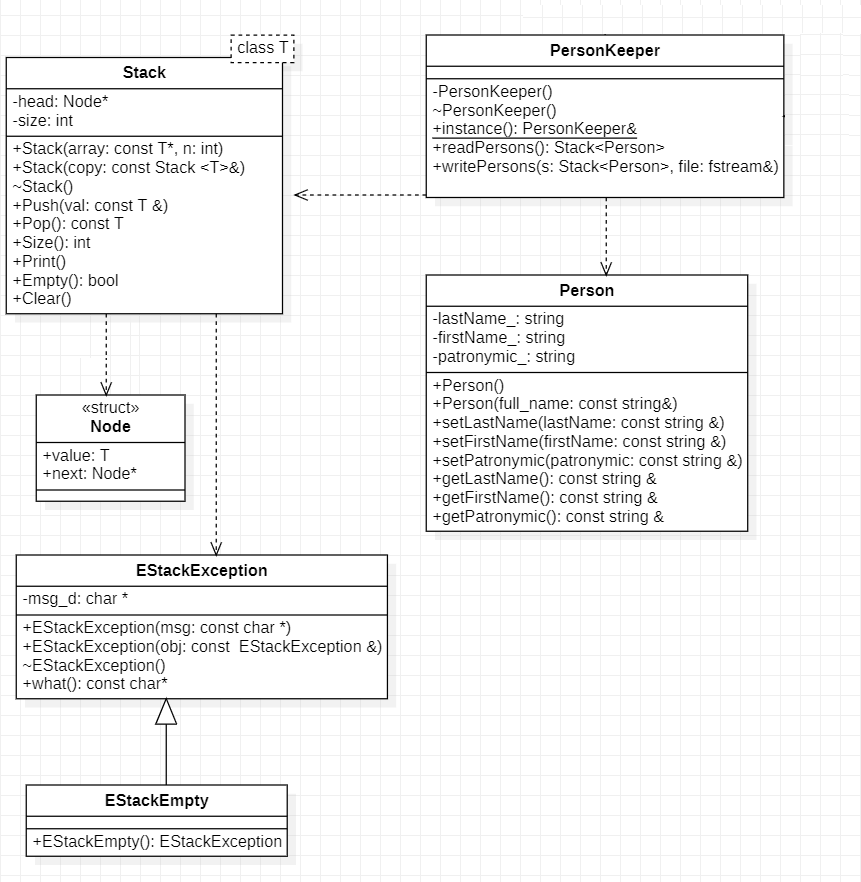 class T
Stack
-head: Node*
-size: int
+Stack(array: const T*, n: int)
+Stack(copy: const Stack <T>&)
~Stack()
+Push(val: const T &)
+Pop(): const T
+Size(): int
+Print()
+Empty(): bool
+Clear()
PersonKeeper
-PersonKeeper()
~PersonKeeper()
+instance(): PersonKeeper&
+readPersons(): Stack<Person>
+writePersons(s: Stack<Person>, file: fstream&)
Person
-lastName_: string
-firstName_: string
-patronymic_: string
+Person()
+Person(full_name: const string&)
+setLastName(lastName: const string &)
+setFirstName(firstName: const string &)
+setPatronymic(patronymic: const string &)
+getLastName(): const string &
+getFirstName(): const string &
+getPatronymic(): const string &
«struct»
Node
+value: T
+next: Node*
EStackException
-msg_d: char *
+EStackException(msg: const char *)
+EStackException(obj: const  EStackException &)
~EStackException()
+what(): const char*
EStackEmpty
+EStackEmpty(): EStackException